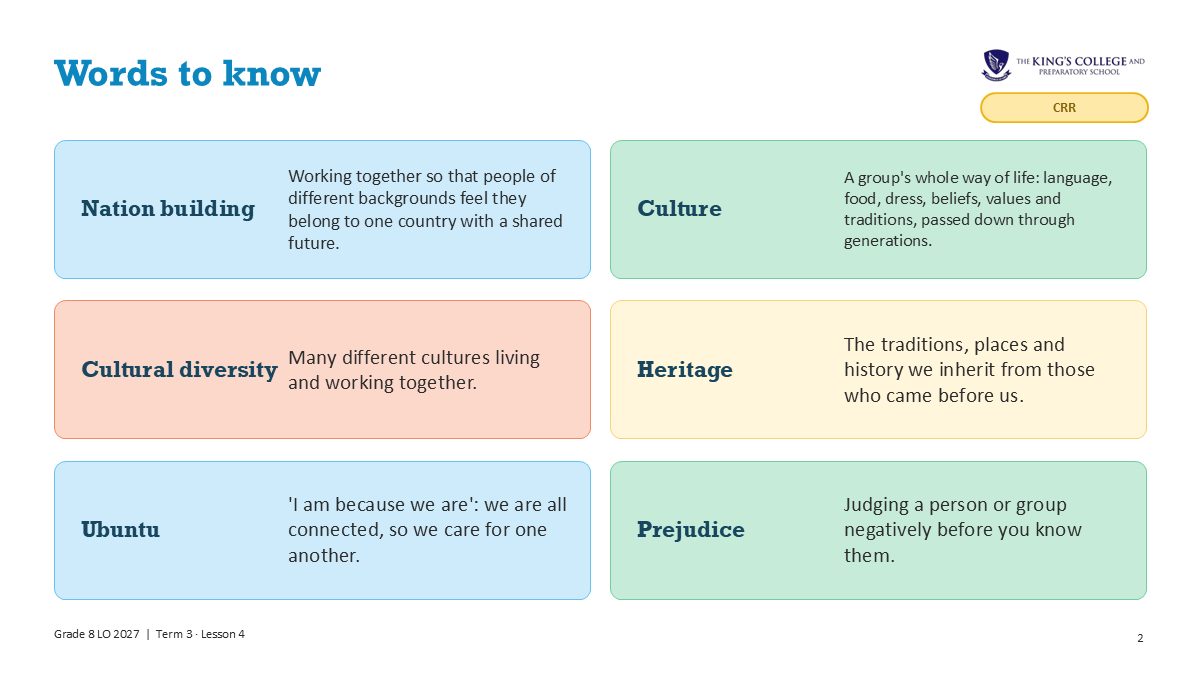 Words to know
THE KING'S COLLEGE AND
PREPARATORY SCHOOL
CRR
Nation building
Working together so that people of
different backgrounds feel they
belong to one country with a shared
future.
Culture
A group's whole way of life: language,
food, dress, beliefs, values and
traditions, passed down through
generations.
Cultural diversity
Many different cultures living
and working together.
Heritage
The traditions, places and
history we inherit from those
who came before us.
Ubuntu
'I am because we are': we are all
connected, so we care for one
another.
Prejudice
Judging a person or group
negatively before you know
them.
Grade 8 LO 2027 | Term 3 · Lesson 4
2